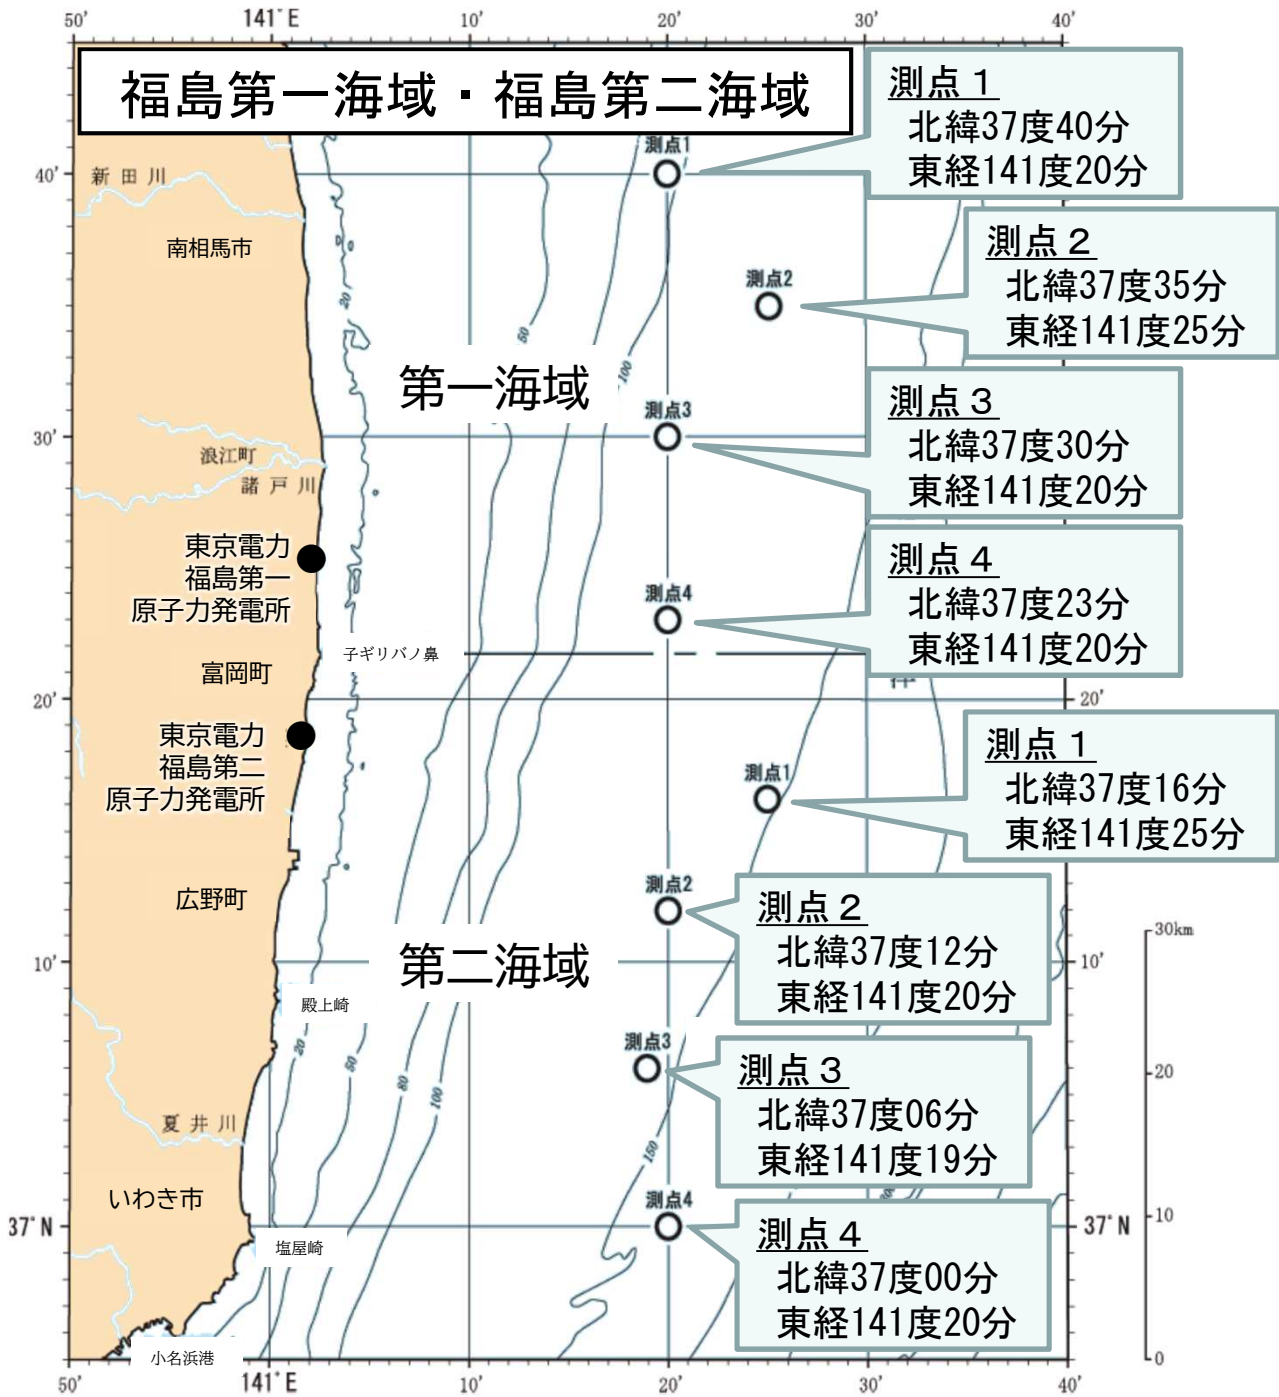 50′ 141°E 10′ 20′ 30′ 40′
福島第一海域・福島第二海域
測点１
北緯37度40分
東経141度20分
測点1
40′
新田川
南相馬市
測点２
北緯37度35分
東経141度25分
測点2
20
50
100
第一海域
測点３
北緯37度30分
東経141度20分
測点3
30′
浪江町
諸戸川
東京電力
福島第一
原子力発電所
測点４
北緯37度23分
東経141度20分
測点4
子ギリバノ鼻
富岡町
20′
20′
東京電力
福島第二
原子力発電所
測点１
北緯37度16分
東経141度25分
測点1
広野町
測点２
北緯37度12分
東経141度20分
測点2
30km
第二海域
10′
10′
殿上崎
20
50
80
100
測点３
北緯37度06分
東経141度19分
測点3
20
夏井川
150
いわき市
測点４
北緯37度00分
東経141度20分
測点4
10
37°N
37°N
塩屋崎
小名浜港
0
50′ 141°E 10′ 20′ 30′ 40′